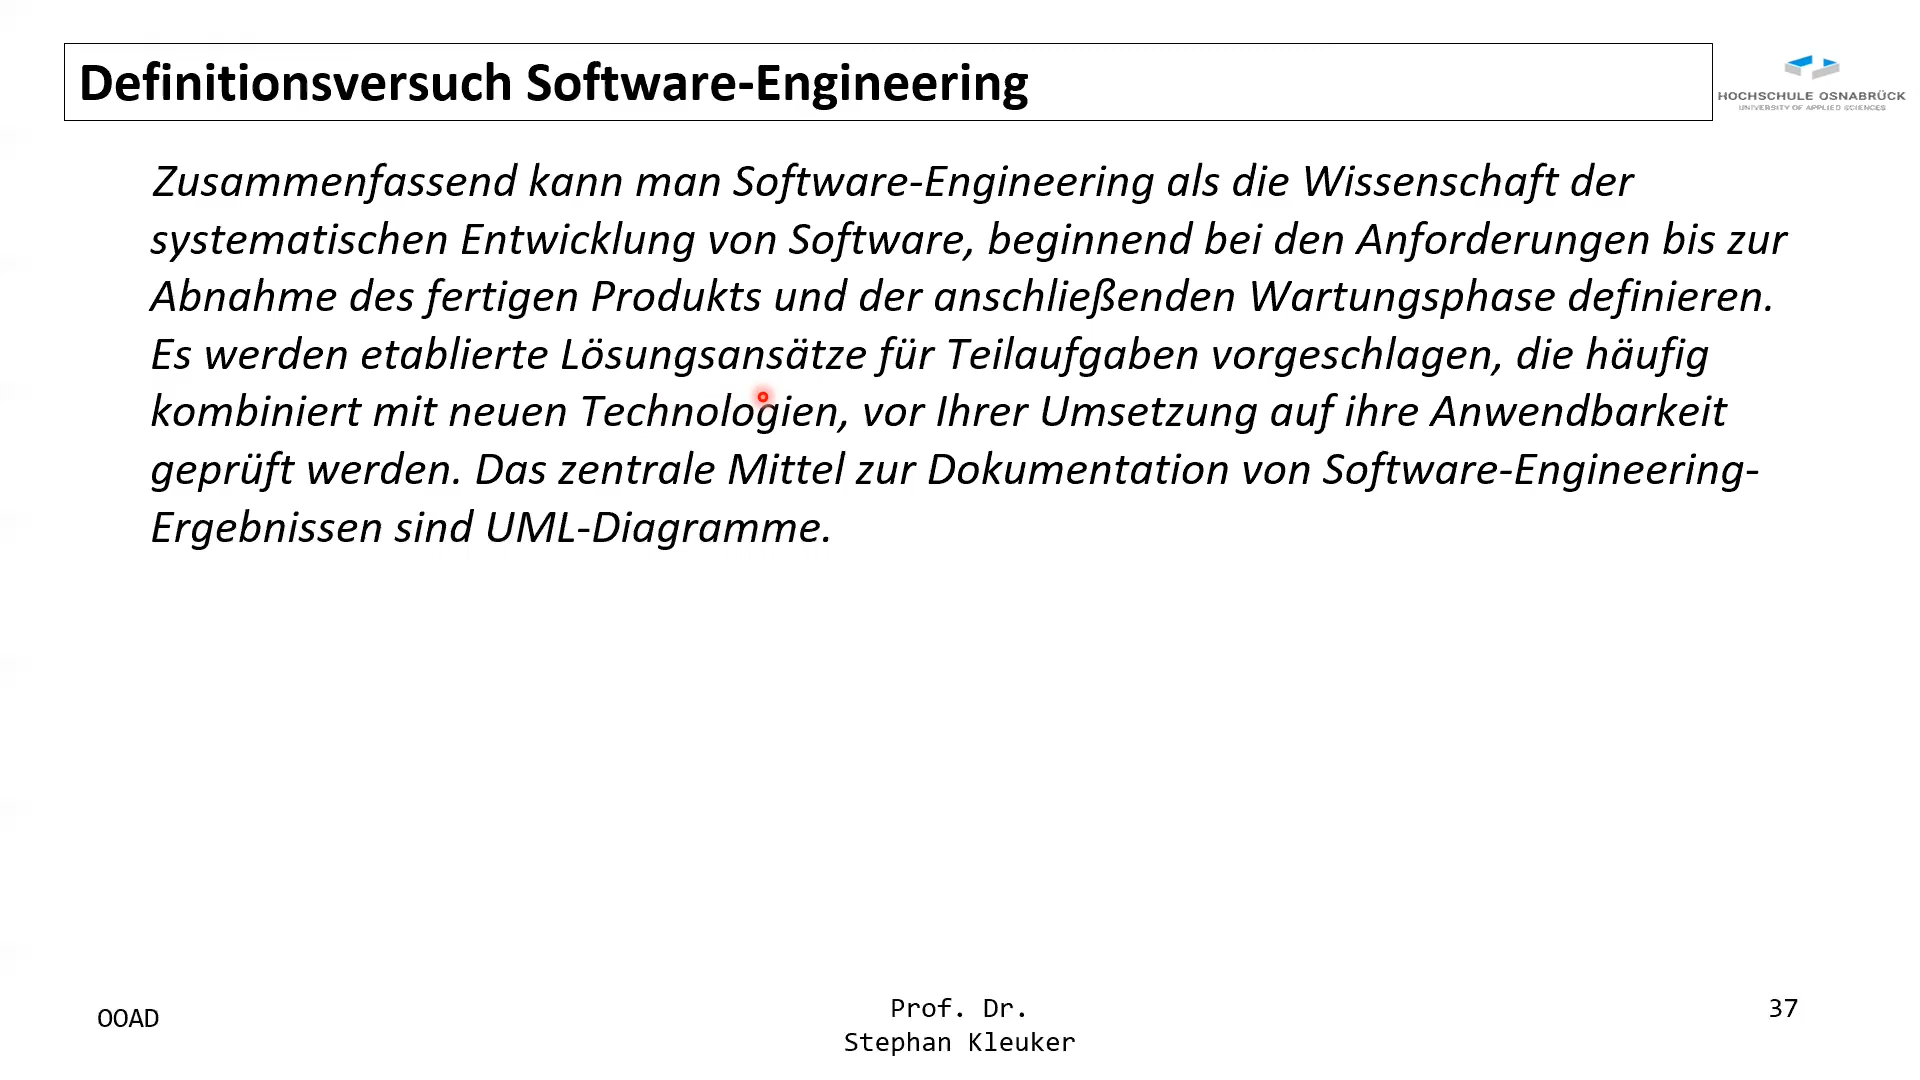 Definitionsversuch Software-Engineering
HOCHSCHULE OSNABRÜCK
UNIVERSITY OF APPLIED SCIENCES
Zusammenfassend kann man Software-Engineering als die Wissenschaft der
systematischen Entwicklung von Software, beginnend bei den Anforderungen bis zur
Abnahme des fertigen Produkts und der anschließenden Wartungsphase definieren.
Es werden etablierte Lösungsansätze für Teilaufgaben vorgeschlagen, die häufig
kombiniert mit neuen Technologien, vor Ihrer Umsetzung auf ihre Anwendbarkeit
geprüft werden. Das zentrale Mittel zur Dokumentation von Software-Engineering-
Ergebnissen sind UML-Diagramme.
OOAD
Prof. Dr.
Stephan Kleuker
37